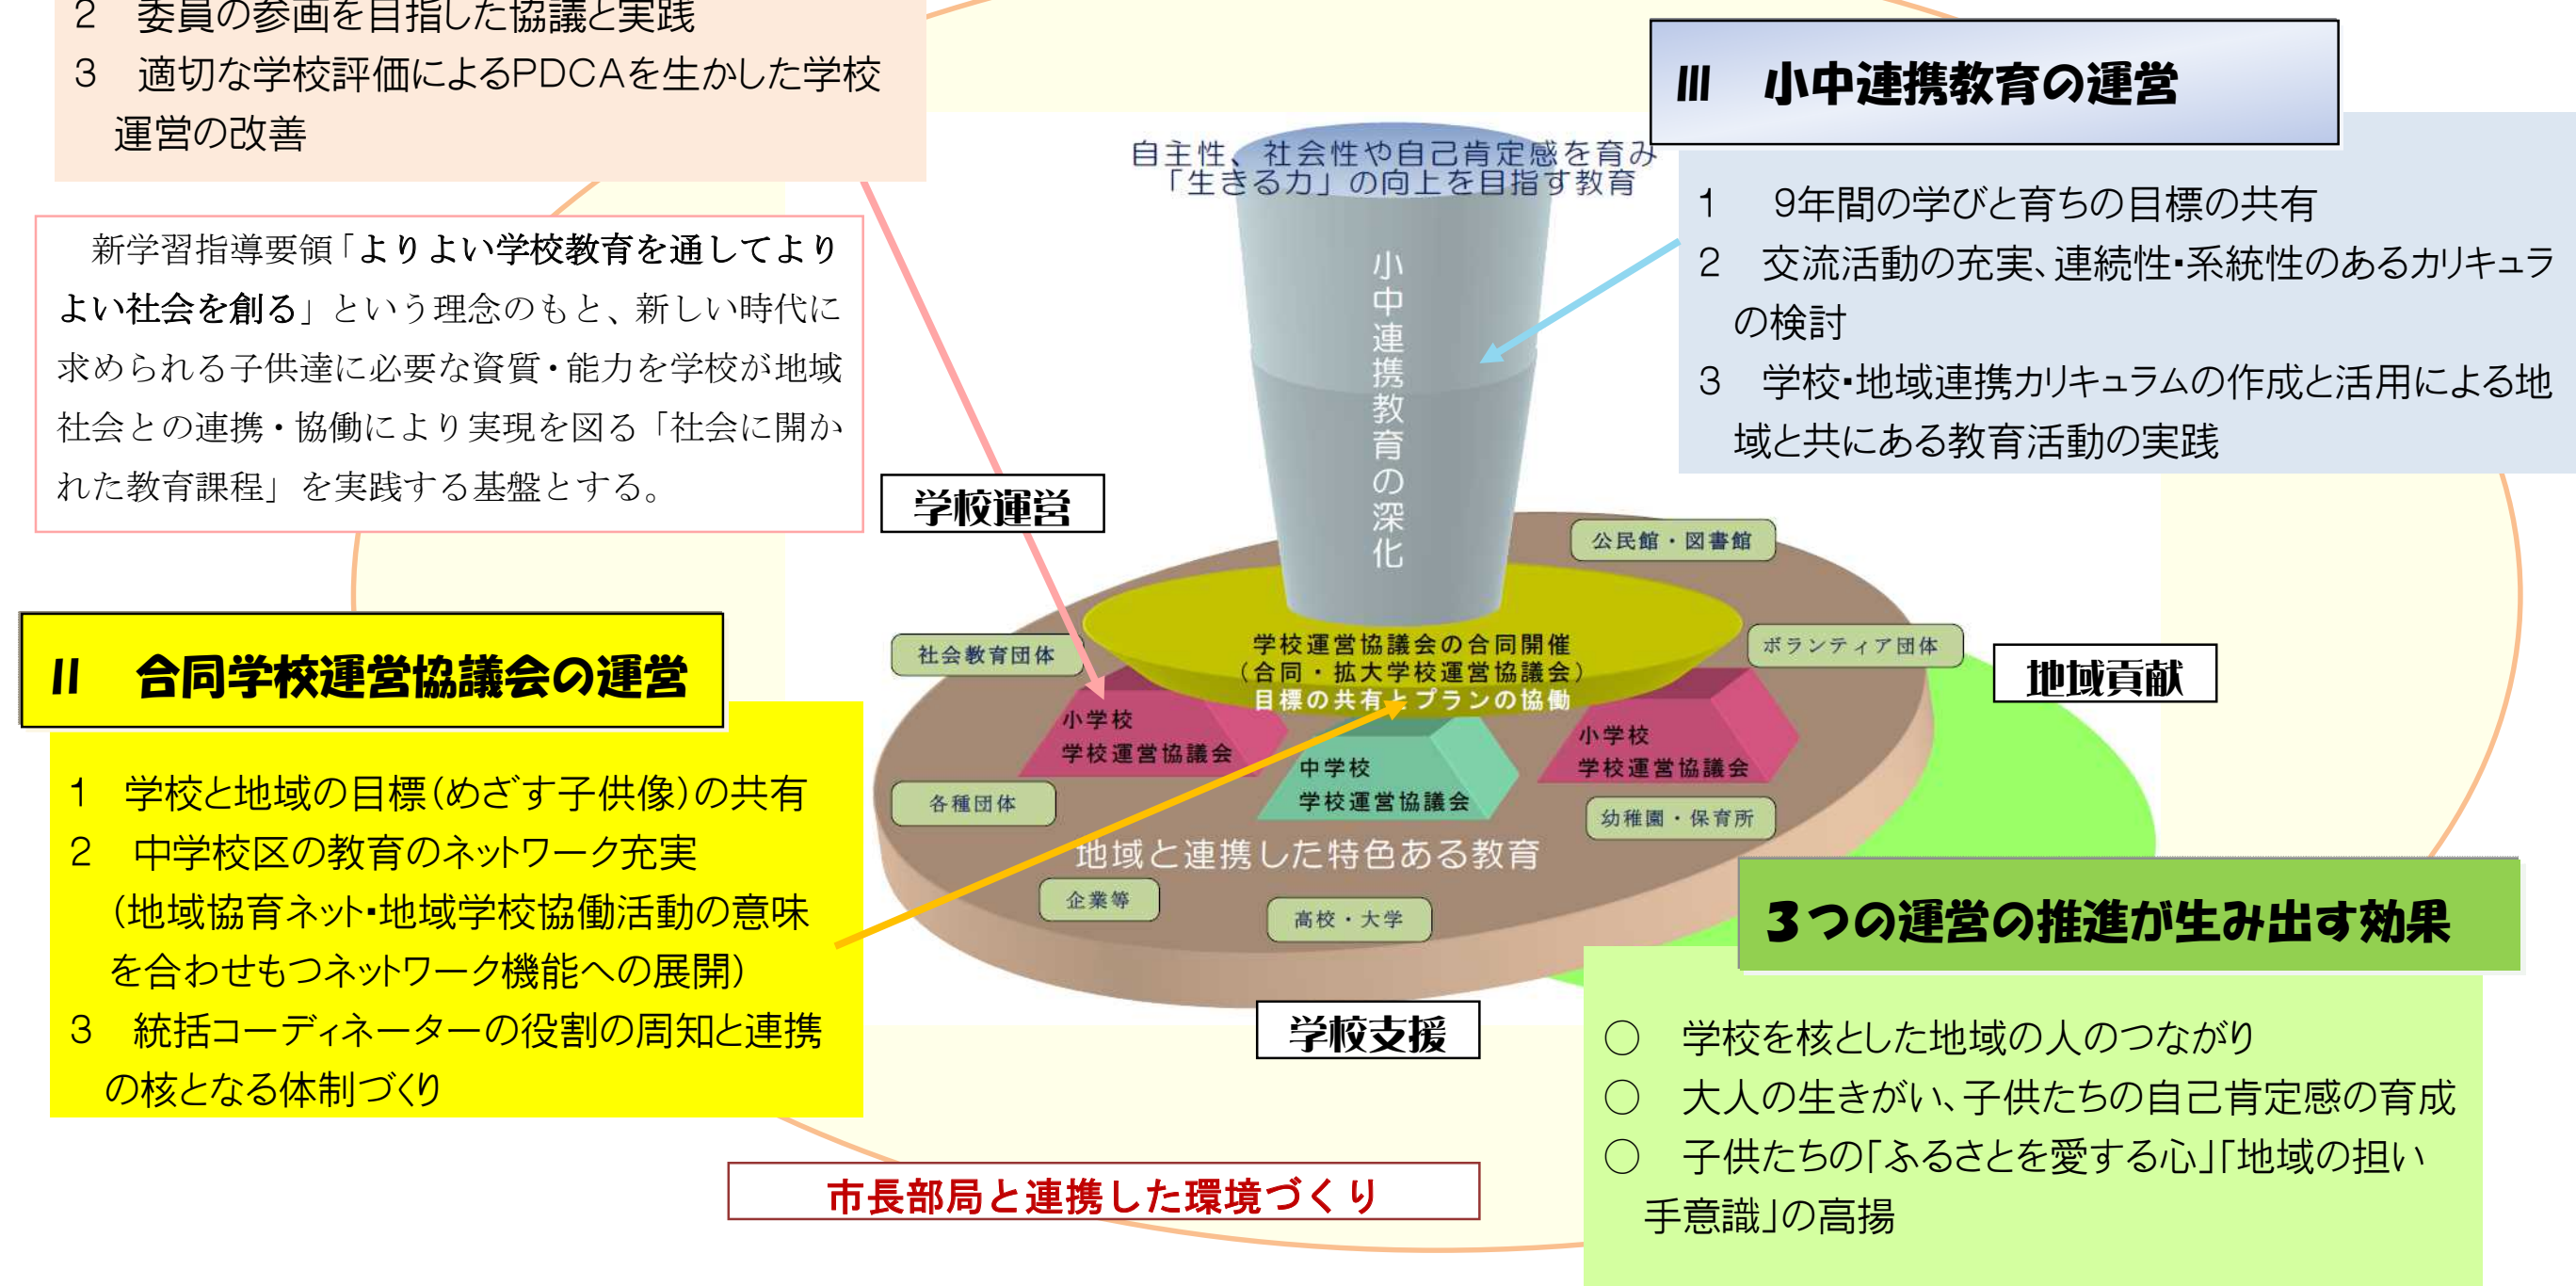 2　委員の参画を目指した協議と実践
3　適切な学校評価によるPDCAを生かした学校
運営の改善
新学習指導要領「よりよい学校教育を通してより
よい社会を創る」という理念のもと、新しい時代に
求められる子供達に必要な資質・能力を学校が地域
社会との連携・協働により実現を図る「社会に開か
れた教育課程」を実践する基盤とする。
Ⅱ　合同学校運営協議会の運営
1　学校と地域の目標（めざす子供像）の共有
2　中学校区の教育のネットワーク充実
（地域協育ネット・地域学校協働活動の意味
を合わせもつネットワーク機能への展開）
3　統括コーディネーターの役割の周知と連携
の核となる体制づくり
Ⅲ　小中連携教育の運営
1　9年間の学びと育ちの目標の共有
2　交流活動の充実、連続性・系統性のあるカリキュラ
の検討
3　学校・地域連携カリキュラムの作成と活用による地
域と共にある教育活動の実践
自主性、社会性や自己肯定感を育み
「生きる力」の向上を目指す教育
小中連携教育の深化
学校運営
公民館・図書館
社会教育団体
学校運営協議会の合同開催
（合同・拡大学校運営協議会）
目標の共有とプランの協働
ボランティア団体
地域貢献
小学校
学校運営協議会
中学校
学校運営協議会
小学校
学校運営協議会
各種団体
幼稚園・保育所
地域と連携した特色ある教育
企業等
高校・大学
学校支援
3つの運営の推進が生み出す効果
○　学校を核とした地域の人のつながり
○　大人の生きがい、子供たちの自己肯定感の育成
○　子供たちの「ふるさとを愛する心」「地域の担い
手意識」の高揚
市長部局と連携した環境づくり